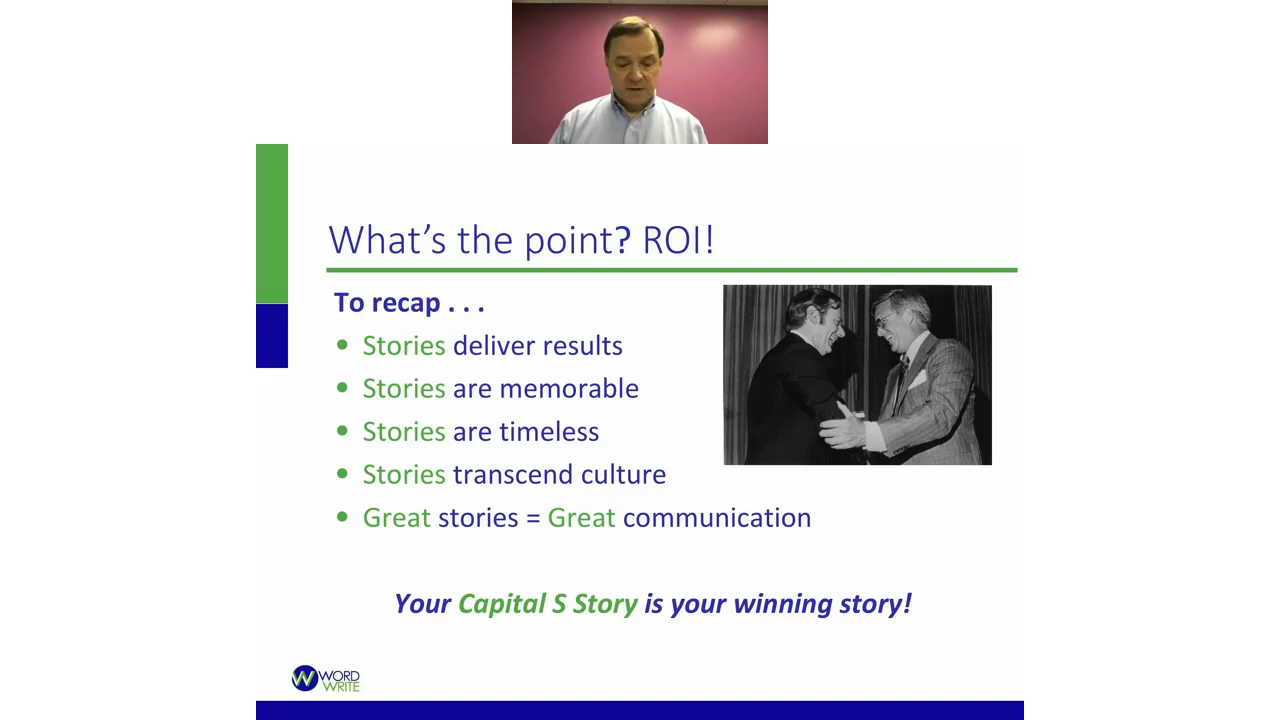 What’s the point? ROI!
To recap . . .
• Stories deliver results
• Stories are memorable
• Stories are timeless
• Stories transcend culture
• Great stories = Great communication
Your Capital S Story is your winning story!
W WORD
WRITE